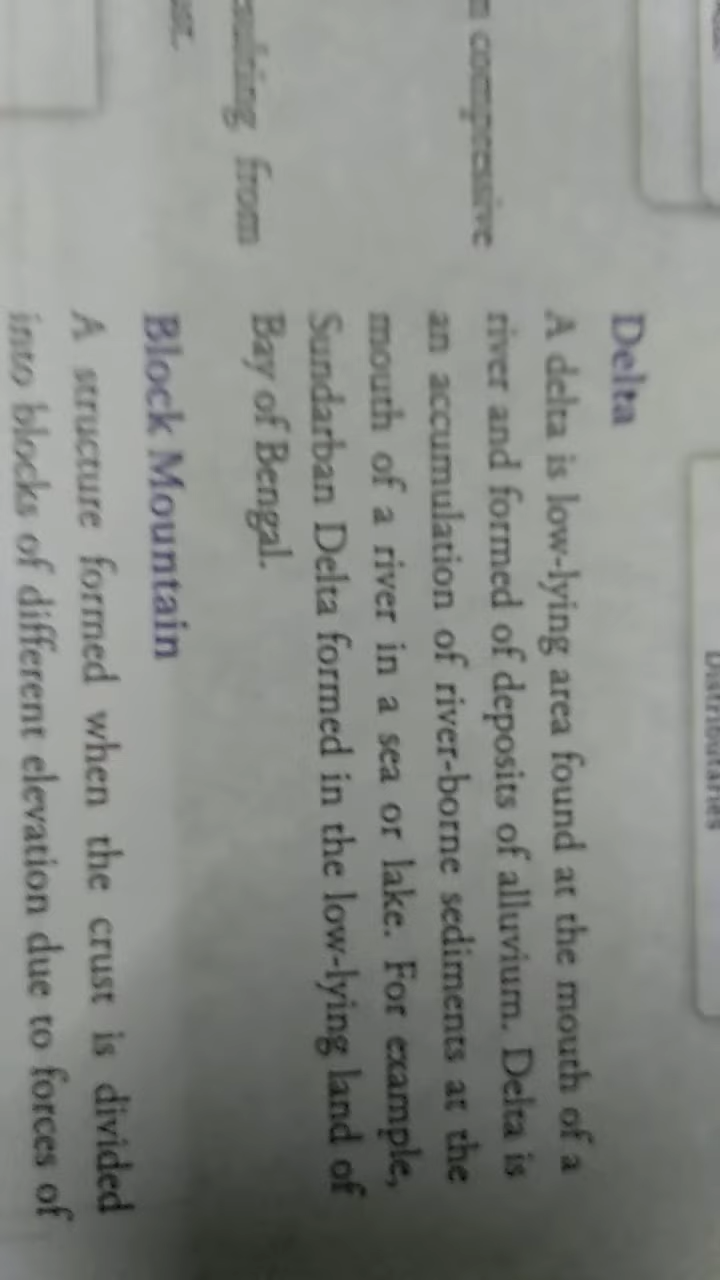 Distributaries
compressive
from
Delta
A delta is low-lying area found at the mouth of a
river and formed of deposits of alluvium. Delta is
an accumulation of river-borne sediments at the
mouth of a river in a sea or lake. For example,
Sundarban Delta formed in the low-lying land of
Bay of Bengal.
Block Mountain
A structure formed when the crust is divided
into blocks of different elevation due to forces of